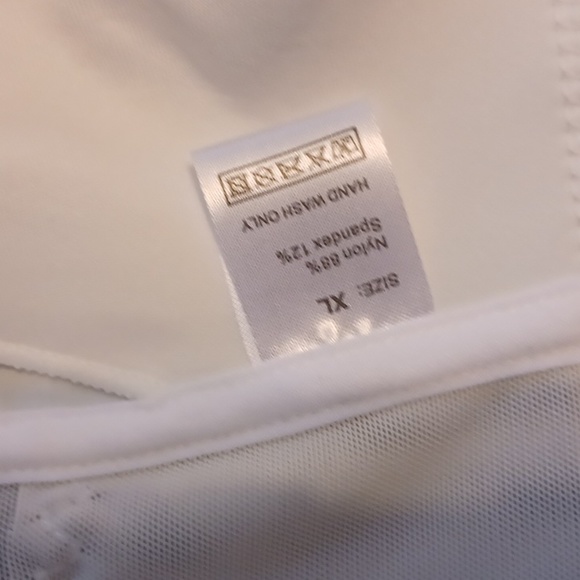 SIZE: XL
Nylon 88%
Spandex 12%
HAND WASH ONLY